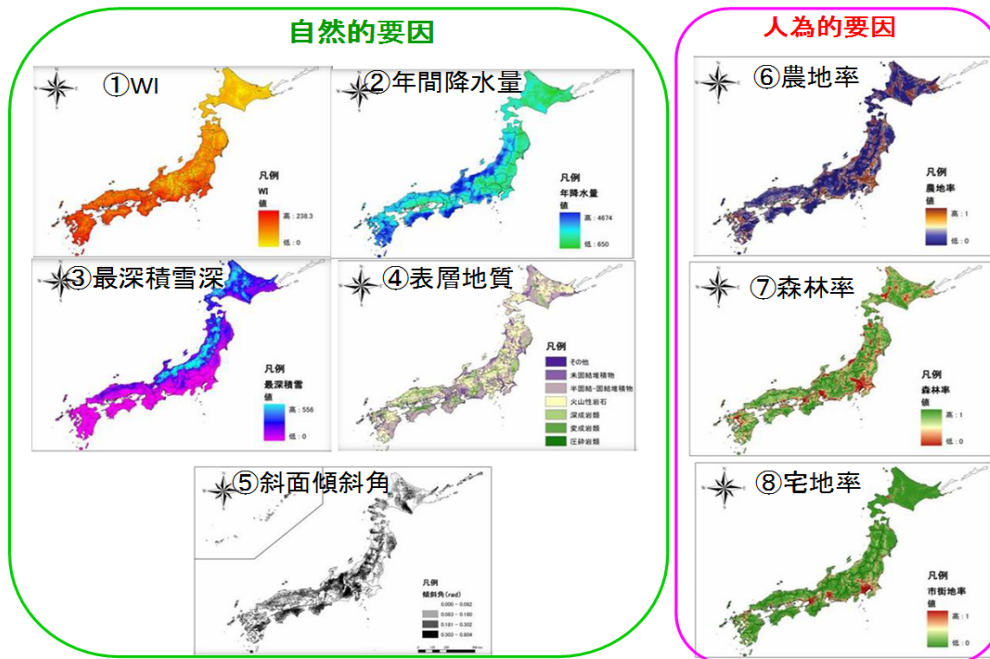 自然的要因
①WI
凡例
WI
値
高 : 238.3
低 : 0
②年間降水量
凡例
年降水量
値
高 : 4674
低 : 650
③最深積雪深
凡例
最深積雪
値
高 : 556
低 : 0
④表層地質
凡例
その他
未固結堆積物
半固結-固結堆積物
火山性岩石
深成岩類
変成岩類
圧砕岩類
⑤斜面傾斜角
凡例
傾斜角(rad)
0.303 - 0.804
人為的要因
⑥農地率
凡例
農地率
値
高 : 1
低 : 0
⑦森林率
凡例
森林率
値
高 : 1
低 : 0
⑧宅地率
凡例
市街地率
値
高 : 1
低 : 0